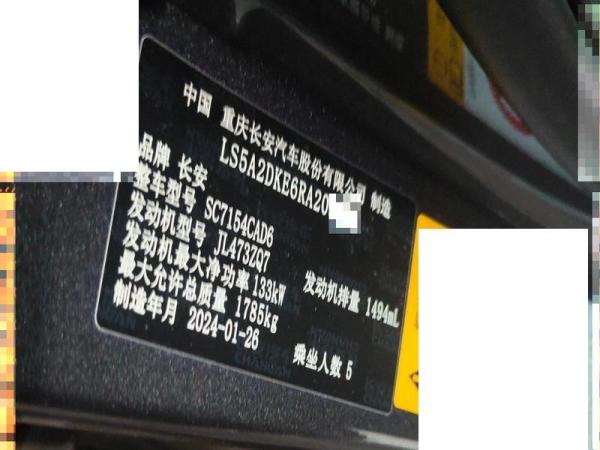 中国 重庆长安汽车股份有限公司 制造
LS5A2DKE6RA20
品牌 长安
整车型号 SC7154CAD6
发动机型号 JL473ZQ7
发动机最大净功率 133kW 发动机排量 1494mL
最大允许总质量 1785kg
制造年月 2024-01-26 乘坐人数 5